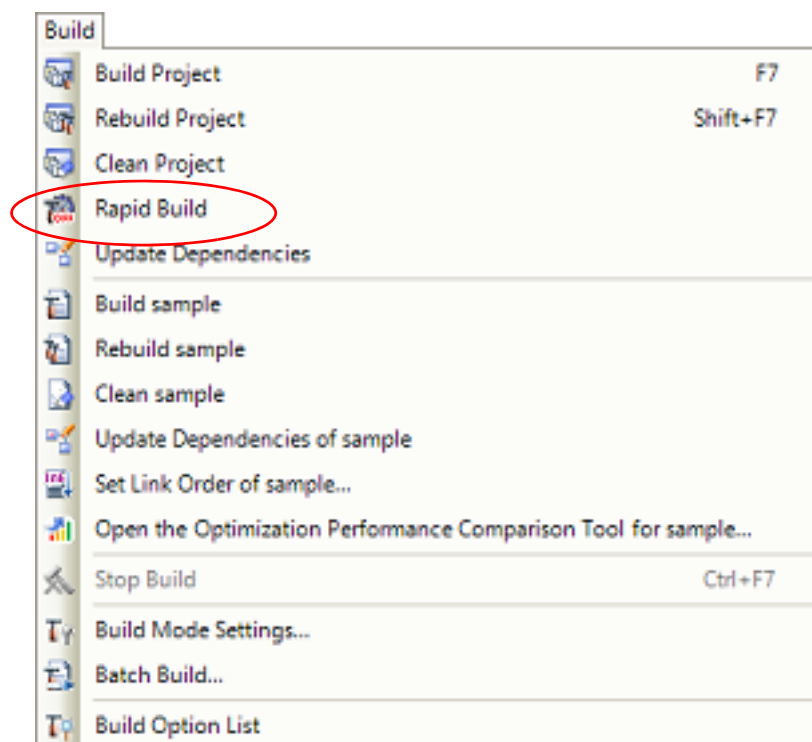 Build
Build Project F7
Rebuild Project Shift+F7
Clean Project
Rapid Build
Update Dependencies
Build sample
Rebuild sample
Clean sample
Update Dependencies of sample
Set Link Order of sample...
Open the Optimization Performance Comparison Tool for sample...
Stop Build Ctrl+F7
Build Mode Settings...
Batch Build...
Build Option List